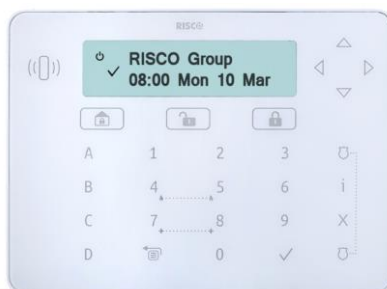 RISCO
RISCO Group
08:00 Mon 10 Mar
A 1 2 3
B 4 5 6 i
C 7 8 9 X
D 0